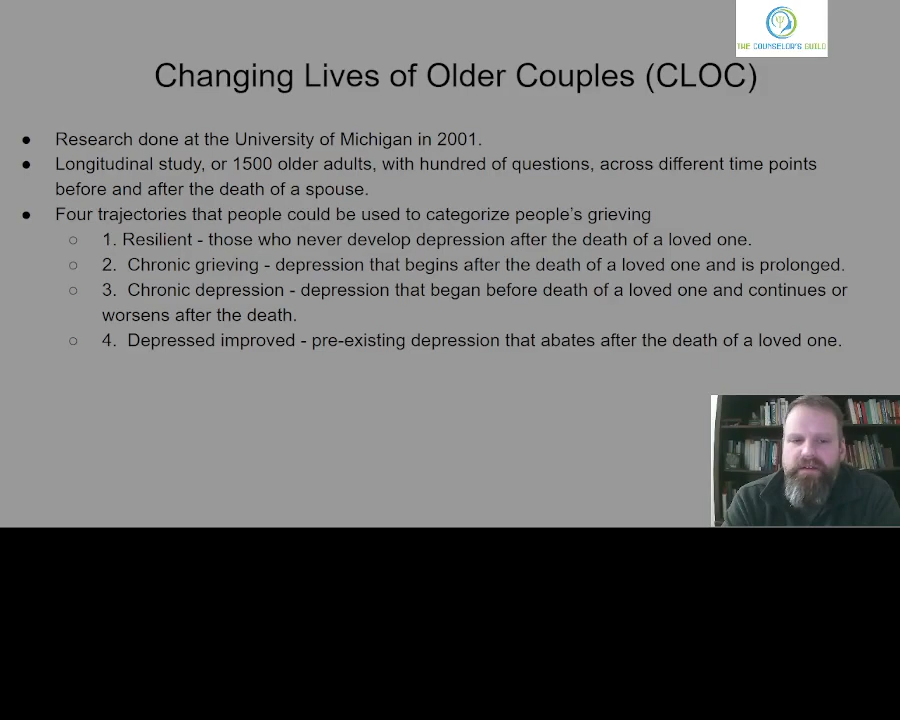 THE COUNSELOR'S GUILD
Changing Lives of Older Couples (CLOC)
● Research done at the University of Michigan in 2001.
● Longitudinal study, or 1500 older adults, with hundred of questions, across different time points
before and after the death of a spouse.
● Four trajectories that people could be used to categorize people's grieving
○ 1. Resilient - those who never develop depression after the death of a loved one.
○ 2. Chronic grieving - depression that begins after the death of a loved one and is prolonged.
○ 3. Chronic depression - depression that began before death of a loved one and continues or
worsens after the death.
○ 4. Depressed improved - pre-existing depression that abates after the death of a loved one.